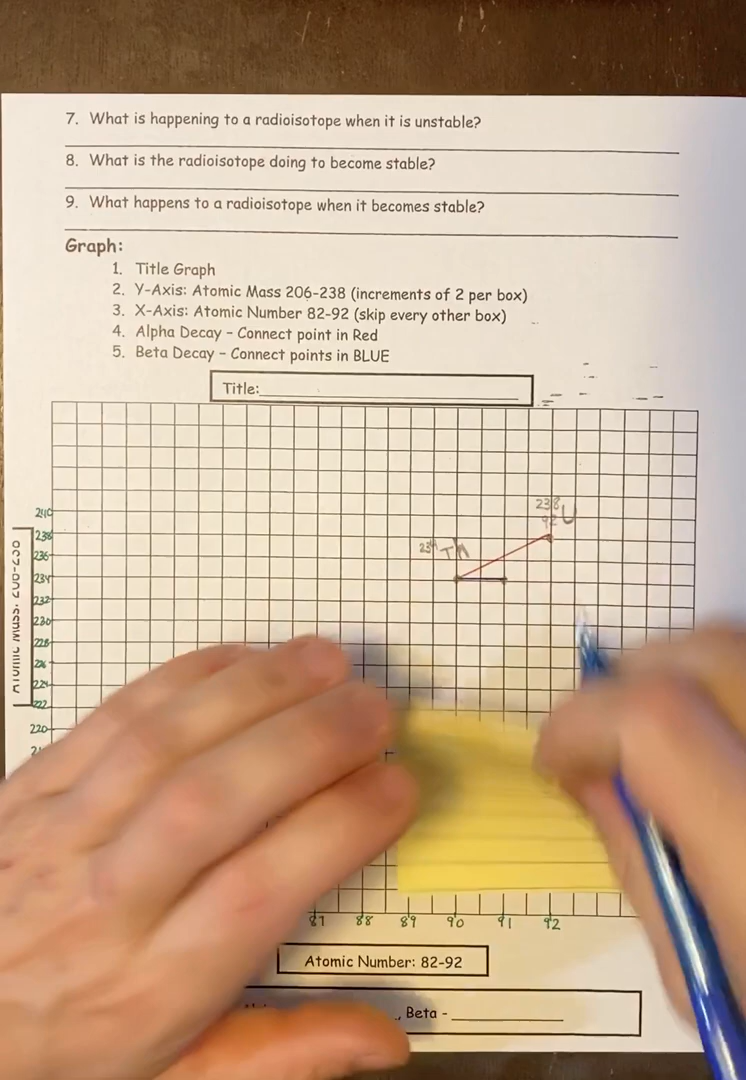 7. What is happening to a radioisotope when it is unstable?
8. What is the radioisotope doing to become stable?
9. What happens to a radioisotope when it becomes stable?
Graph:
1. Title Graph
2. Y-Axis: Atomic Mass 206-238 (increments of 2 per box)
3. X-Axis: Atomic Number 82-92 (skip every other box)
4. Alpha Decay – Connect point in Red
5. Beta Decay – Connect points in BLUE
Title:
240
238
236
234
232
230
228
226
224
222
220
238
92 U
234 Th
87 88 89 90 91 92
Atomic Number: 82-92
, Beta -